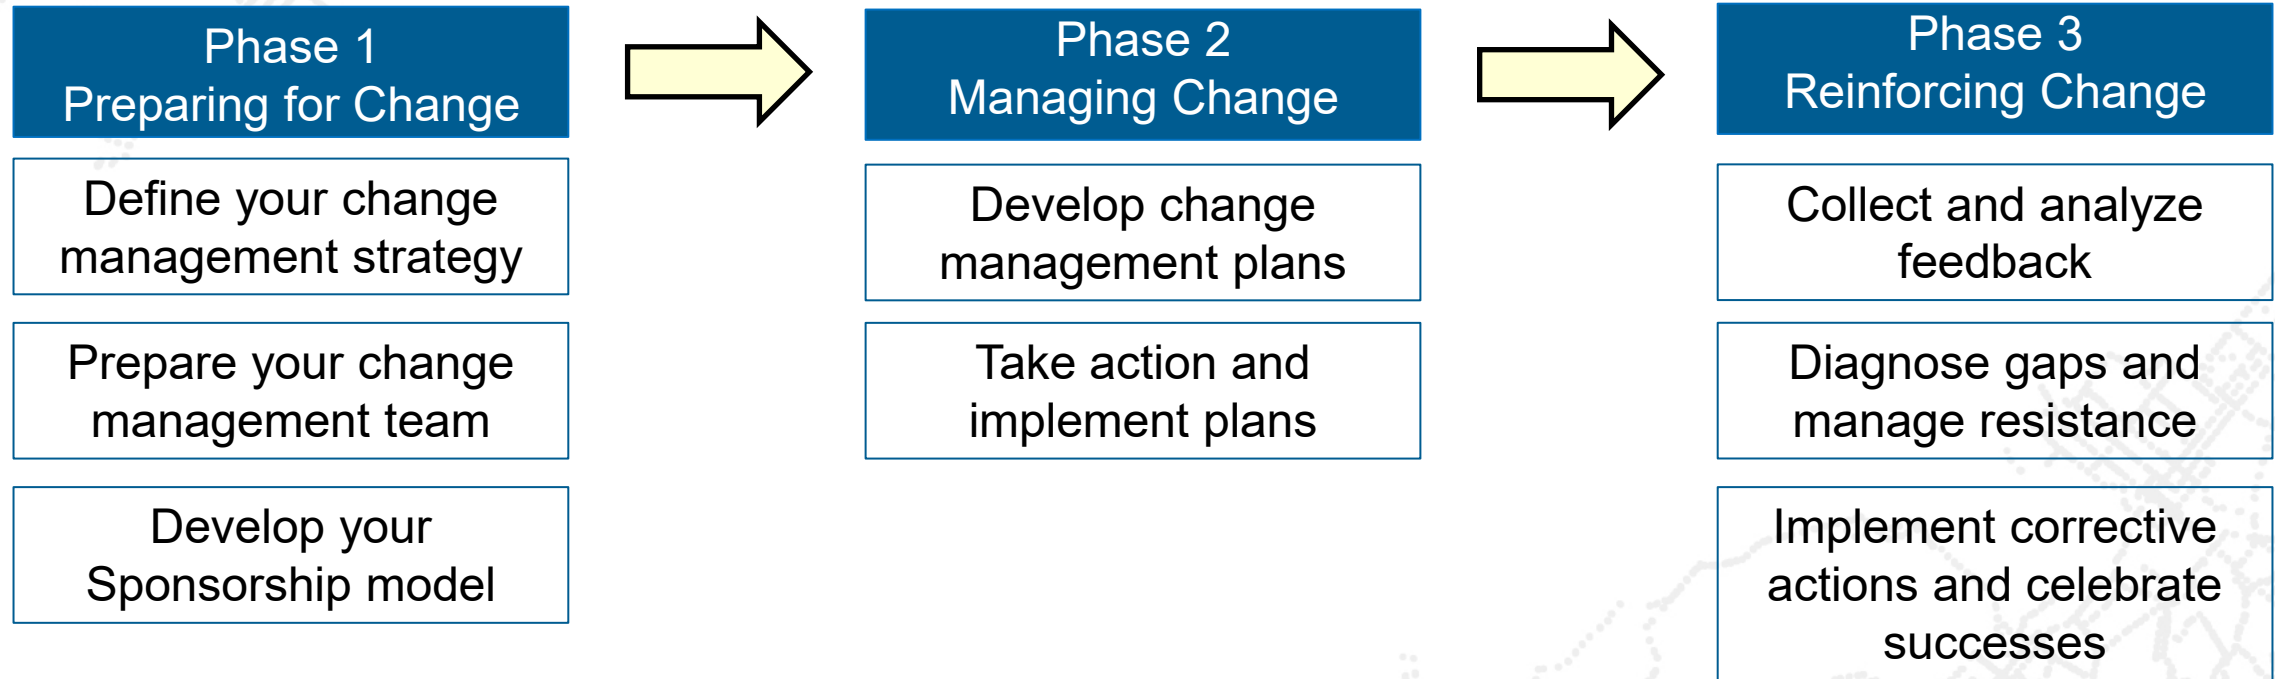 Phase 1
Preparing for Change
Define your change
management strategy
Prepare your change
management team
Develop your
Sponsorship model
Phase 2
Managing Change
Develop change
management plans
Take action and
implement plans
Phase 3
Reinforcing Change
Collect and analyze
feedback
Diagnose gaps and
manage resistance
Implement corrective
actions and celebrate
successes